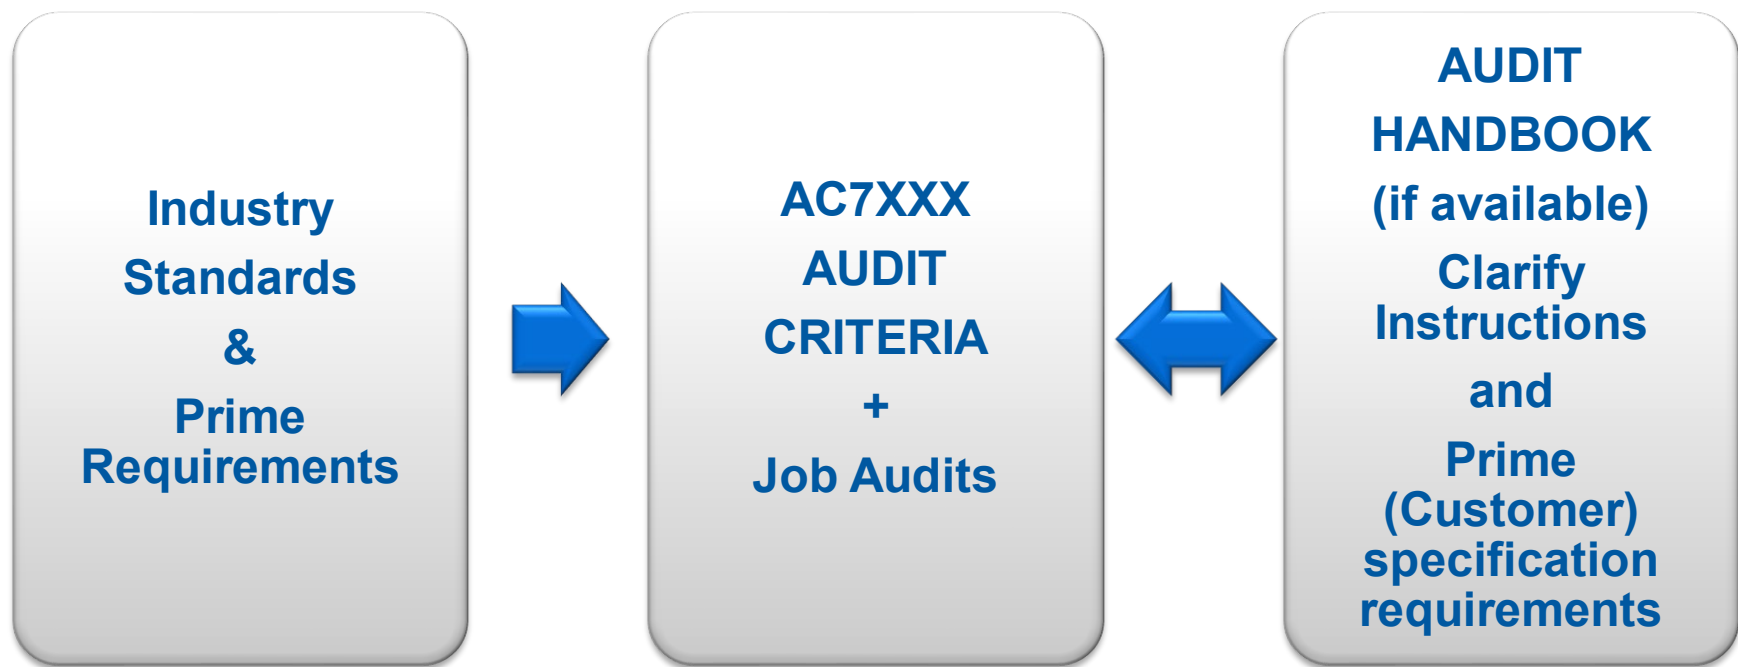 Industry
Standards
&
Prime
Requirements
AC7XXX
AUDIT
CRITERIA
+
Job Audits
AUDIT
HANDBOOK
(if available)
Clarify
Instructions
and
Prime
(Customer)
specification
requirements